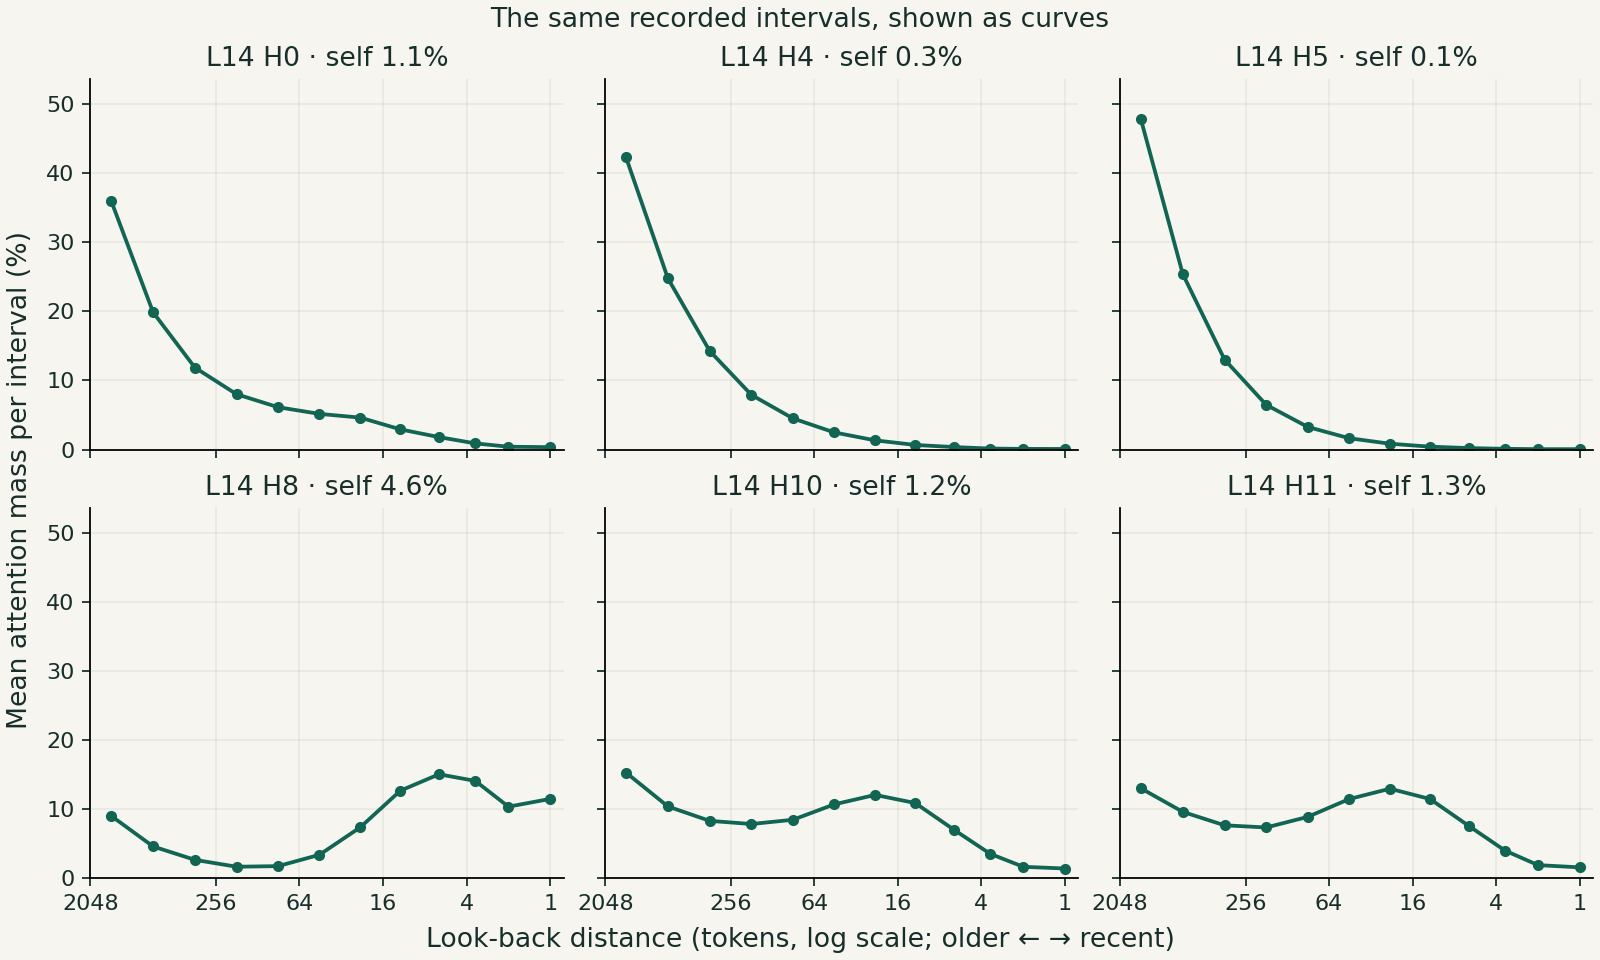 The same recorded intervals, shown as curves
L14 H0 · self 1.1%
L14 H4 · self 0.3%
L14 H5 · self 0.1%
50
40
30
20
10
0
Mean attention mass per interval (%)
L14 H8 · self 4.6%
L14 H10 · self 1.2%
L14 H11 · self 1.3%
50
40
30
20
10
0
2048 256 64 16 4 1
2048 256 64 16 4 1
2048 256 64 16 4 1
Look-back distance (tokens, log scale; older ← → recent)